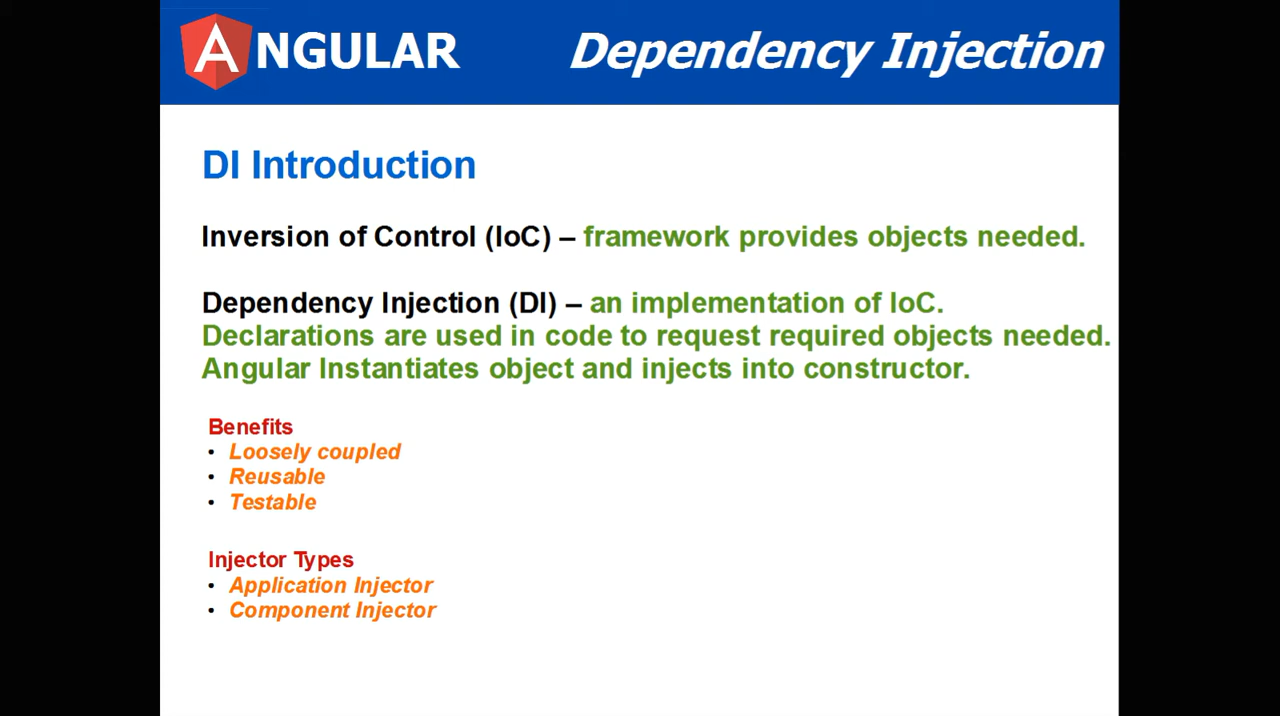 ANGULAR
Dependency Injection
DI Introduction
Inversion of Control (IoC) – framework provides objects needed.
Dependency Injection (DI) – an implementation of IoC.
Declarations are used in code to request required objects needed.
Angular Instantiates object and injects into constructor.
Benefits
• Loosely coupled
• Reusable
• Testable
Injector Types
• Application Injector
• Component Injector